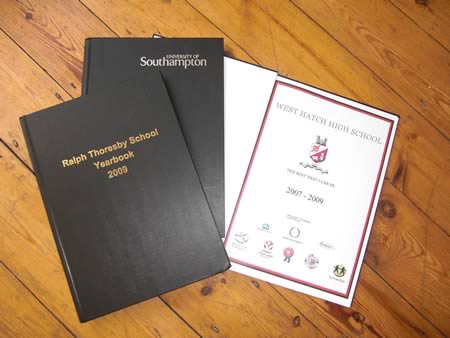 Ralph Thoresby School
Yearbook
2009
UNIVERSITY OF
Southampton
WEST HATCH HIGH SCHOOL
THE BEST THAT I CAN BE
2007 - 2009